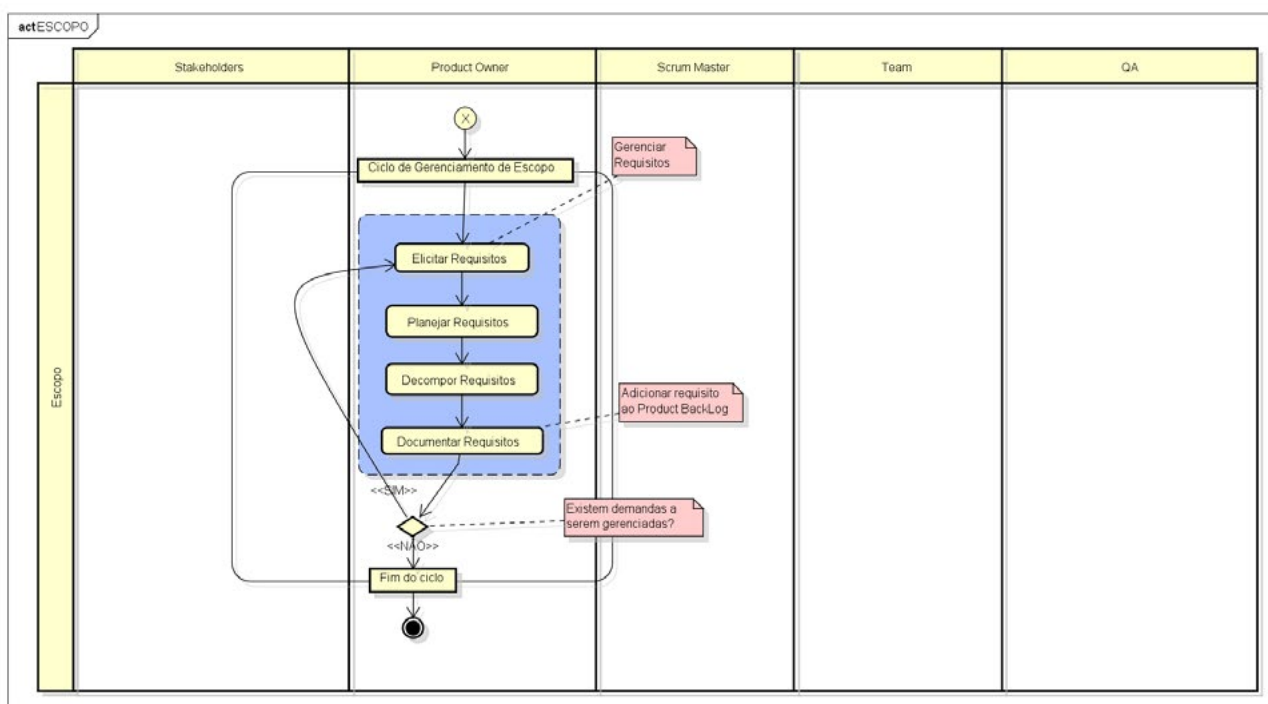 actESCOPO
Stakeholders
Product Owner
Scrum Master
Team
QA
Escopo
X
Ciclo de Gerenciamento de Escopo
Gerenciar
Requisitos
Elicitar Requisitos
Planejar Requisitos
Decompor Requisitos
Adicionar requisito
ao Product BackLog
Documentar Requisitos
<<SIM>>
Existem demandas a
serem gerenciadas?
<<NÃO>>
Fim do ciclo